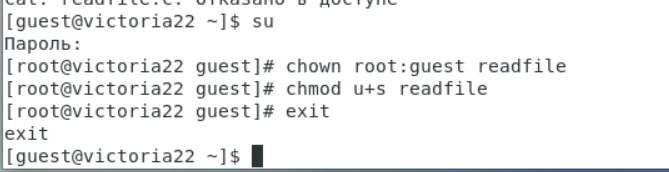 cat: readfile.c: Отказано в доступе
[guest@victoria22 ~]$ su
Пароль:
[root@victoria22 guest]# chown root:guest readfile
[root@victoria22 guest]# chmod u+s readfile
[root@victoria22 guest]# exit
exit
[guest@victoria22 ~]$